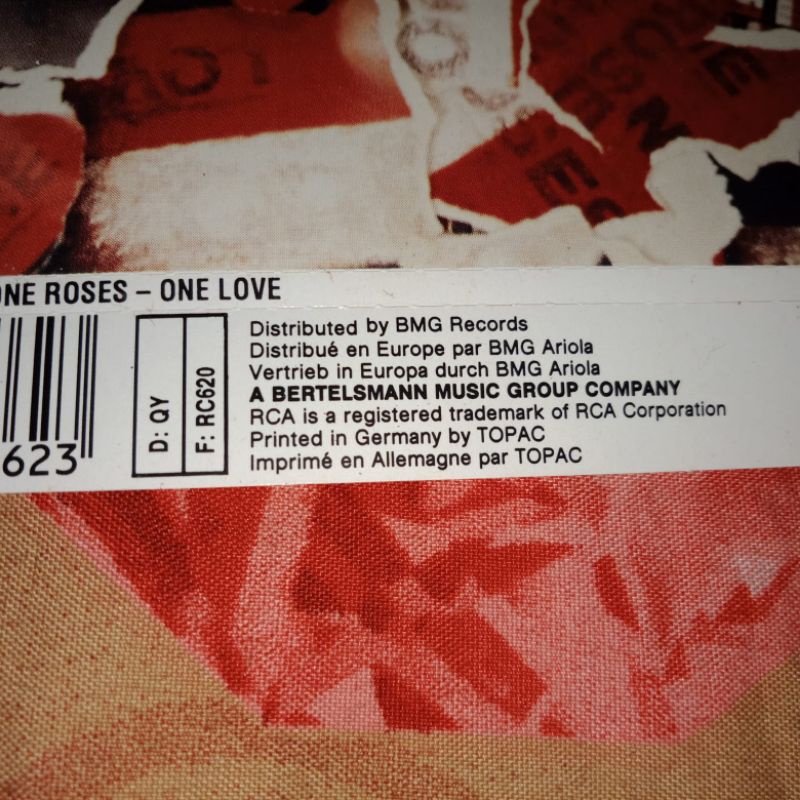 ONE ROSES – ONE LOVE
Distributed by BMG Records
Distribué en Europe par BMG Ariola
Vertrieb in Europa durch BMG Ariola
A BERTELSMANN MUSIC GROUP COMPANY
RCA is a registered trademark of RCA Corporation
Printed in Germany by TOPAC
Imprimé en Allemagne par TOPAC
D: QY
F: RC620
623